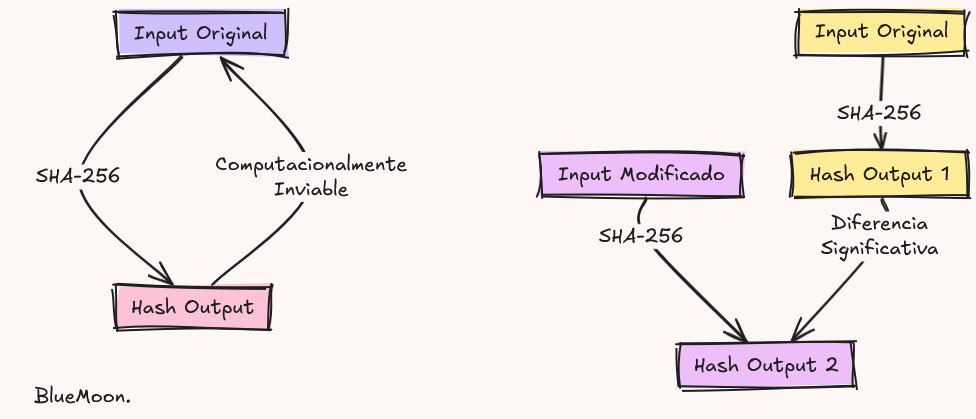 Input Original
SHA-256
Computacionalmente
Inviable
Hash Output
BlueMoon.
Input Original
SHA-256
Input Modificado
Hash Output 1
SHA-256
Diferencia
Significativa
Hash Output 2